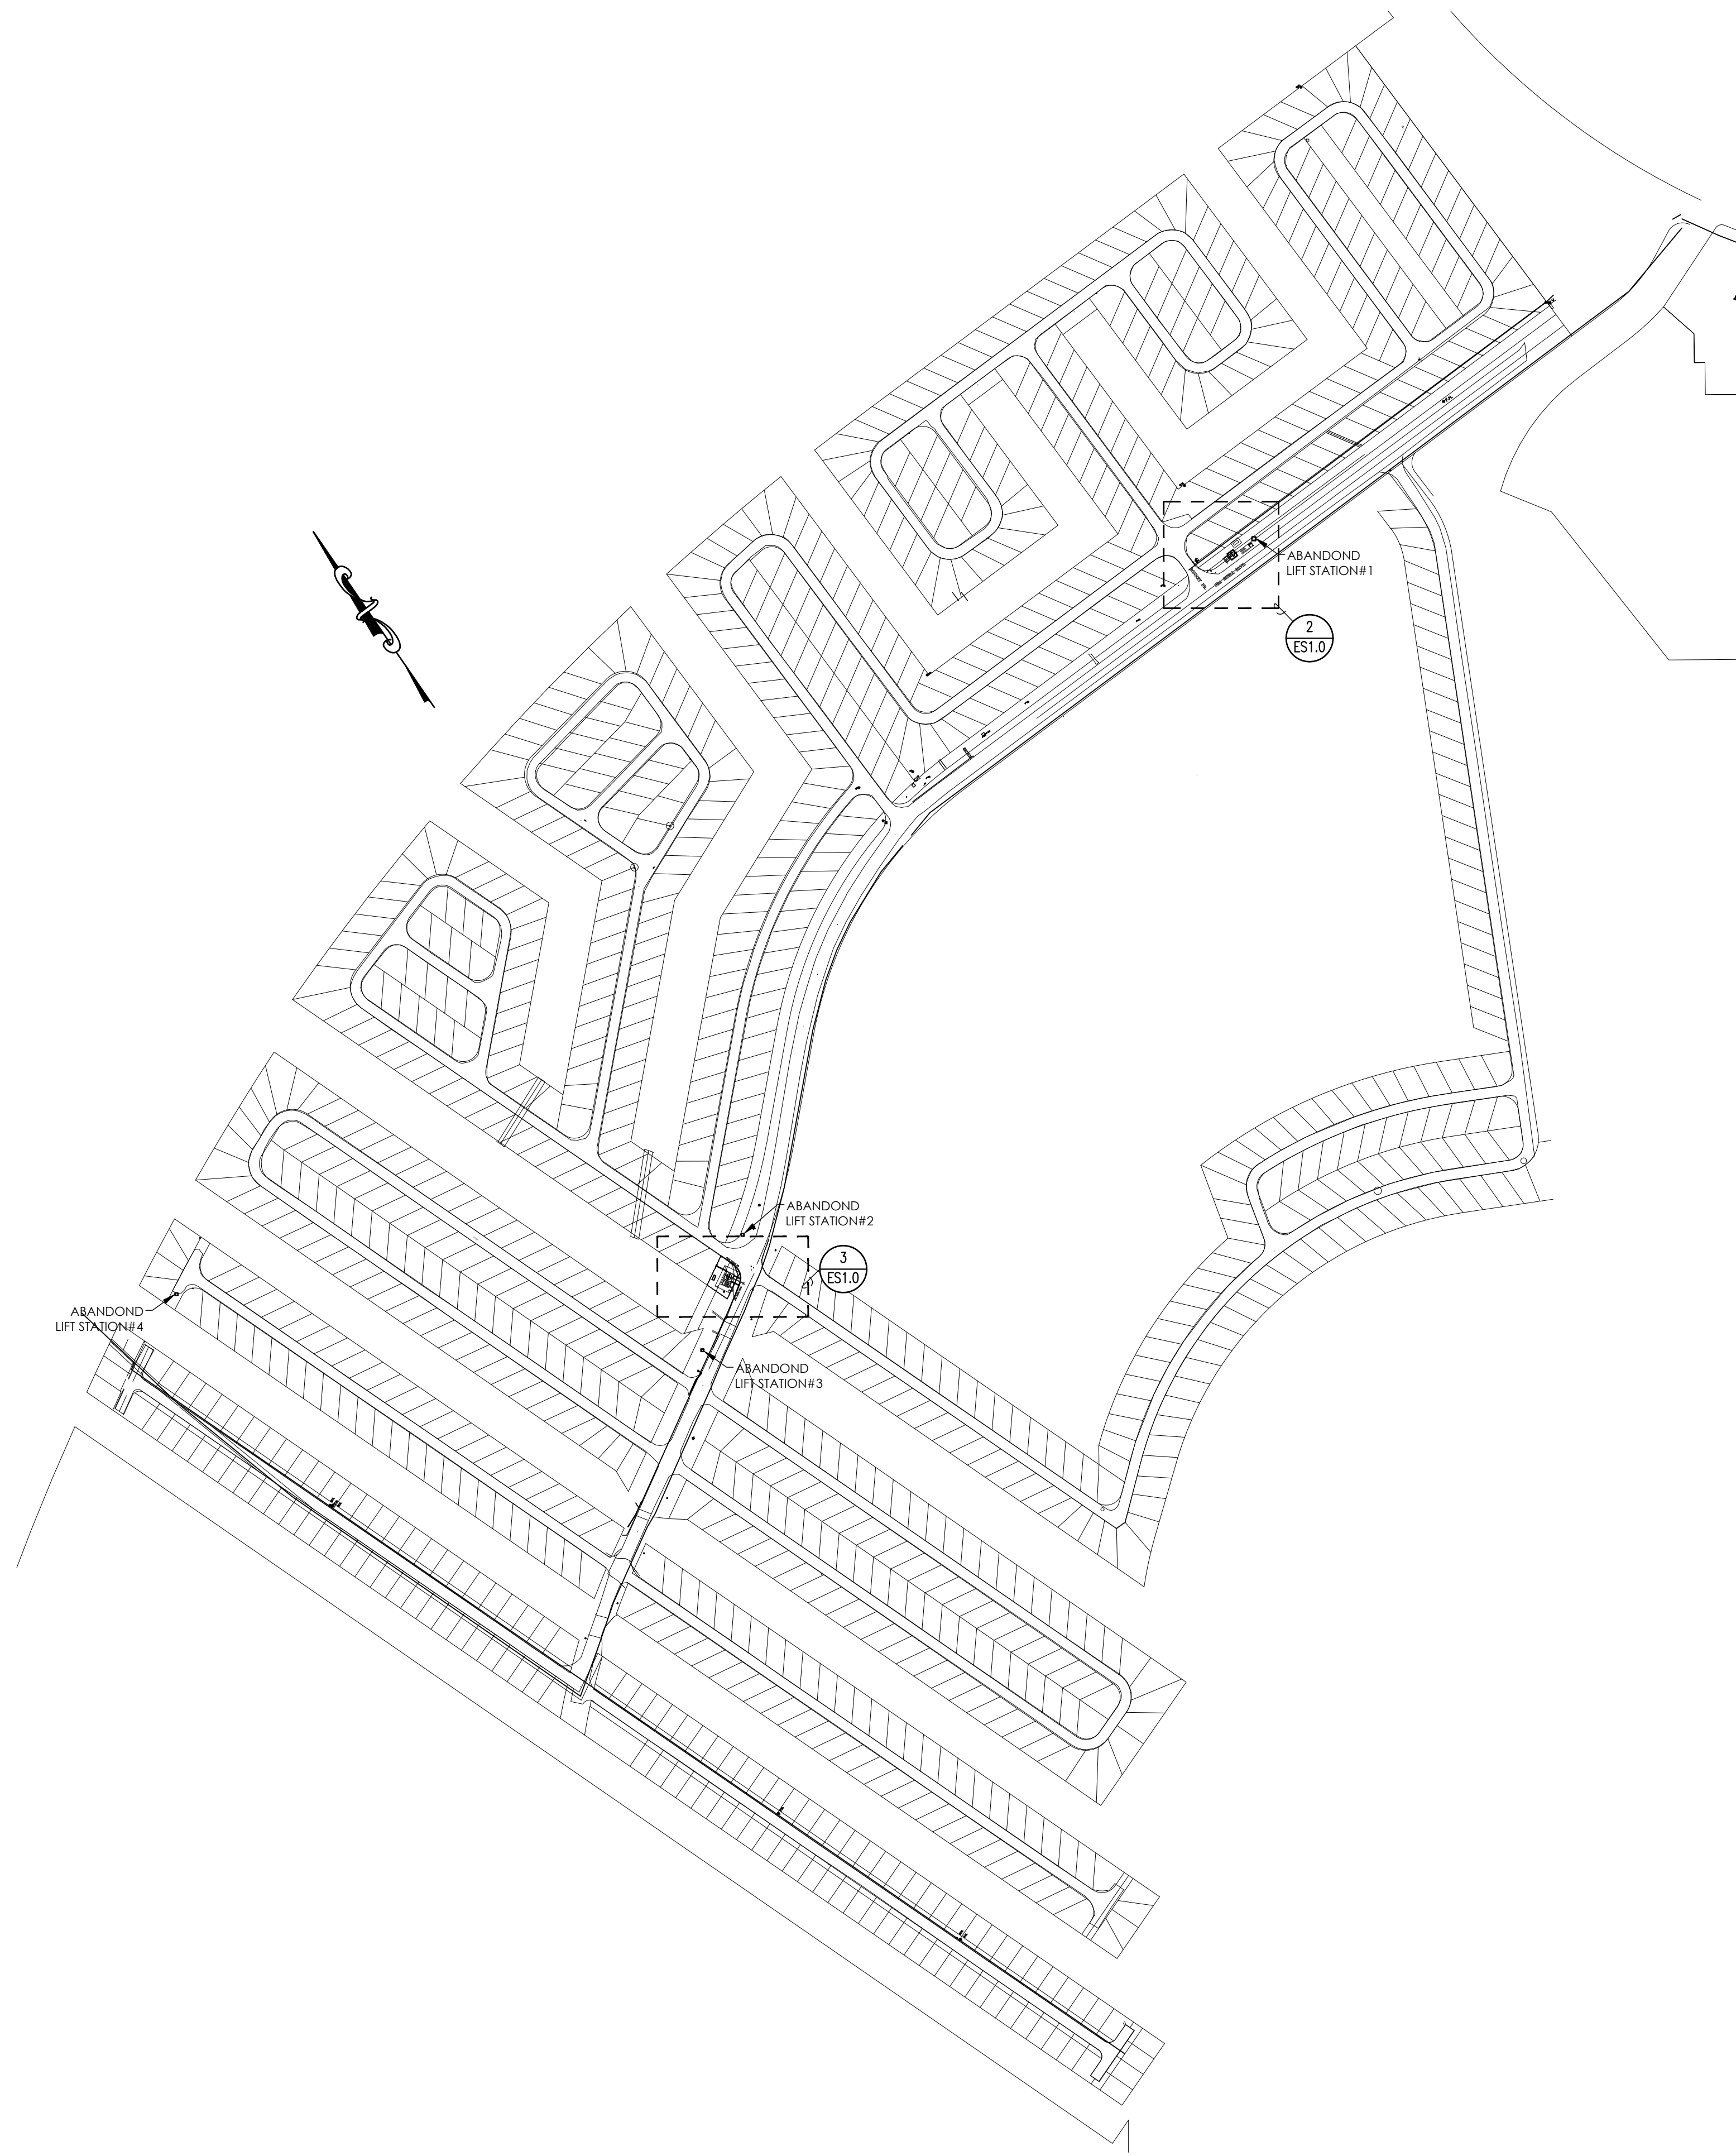 ABANDOND
LIFT STATION#1
2
ES1.0
ABANDOND
LIFT STATION#2
3
ES1.0
ABANDOND
LIFT STATION#4
ABANDOND
LIFT STATION#3